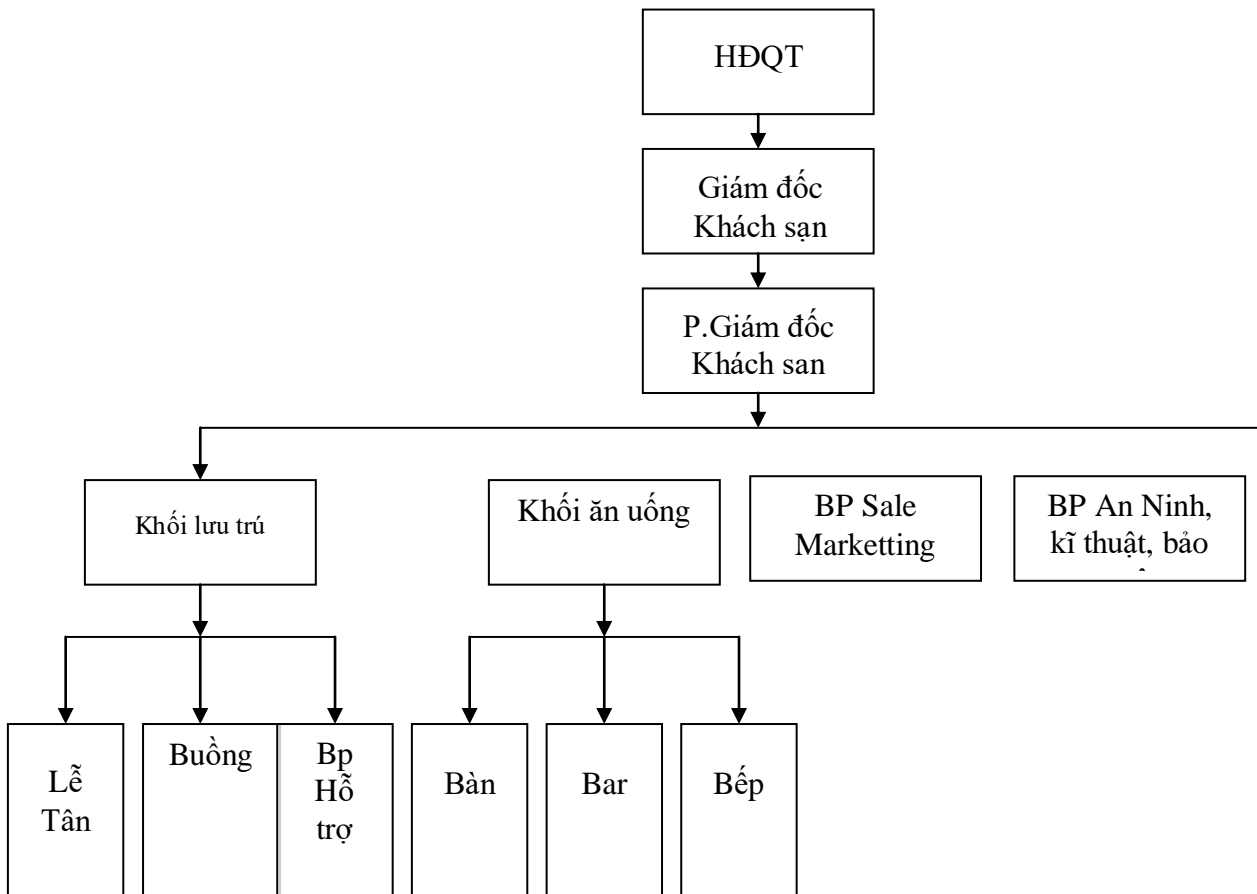 HĐQT
Giám đốc
Khách sạn
P.Giám đốc
Khách san
Khối lưu trú
Khối ăn uống
BP Sale
Marketting
BP An Ninh,
kĩ thuật, bảo
Lễ
Tân
Buồng
Bp
Hỗ
trợ
Bàn
Bar
Bếp